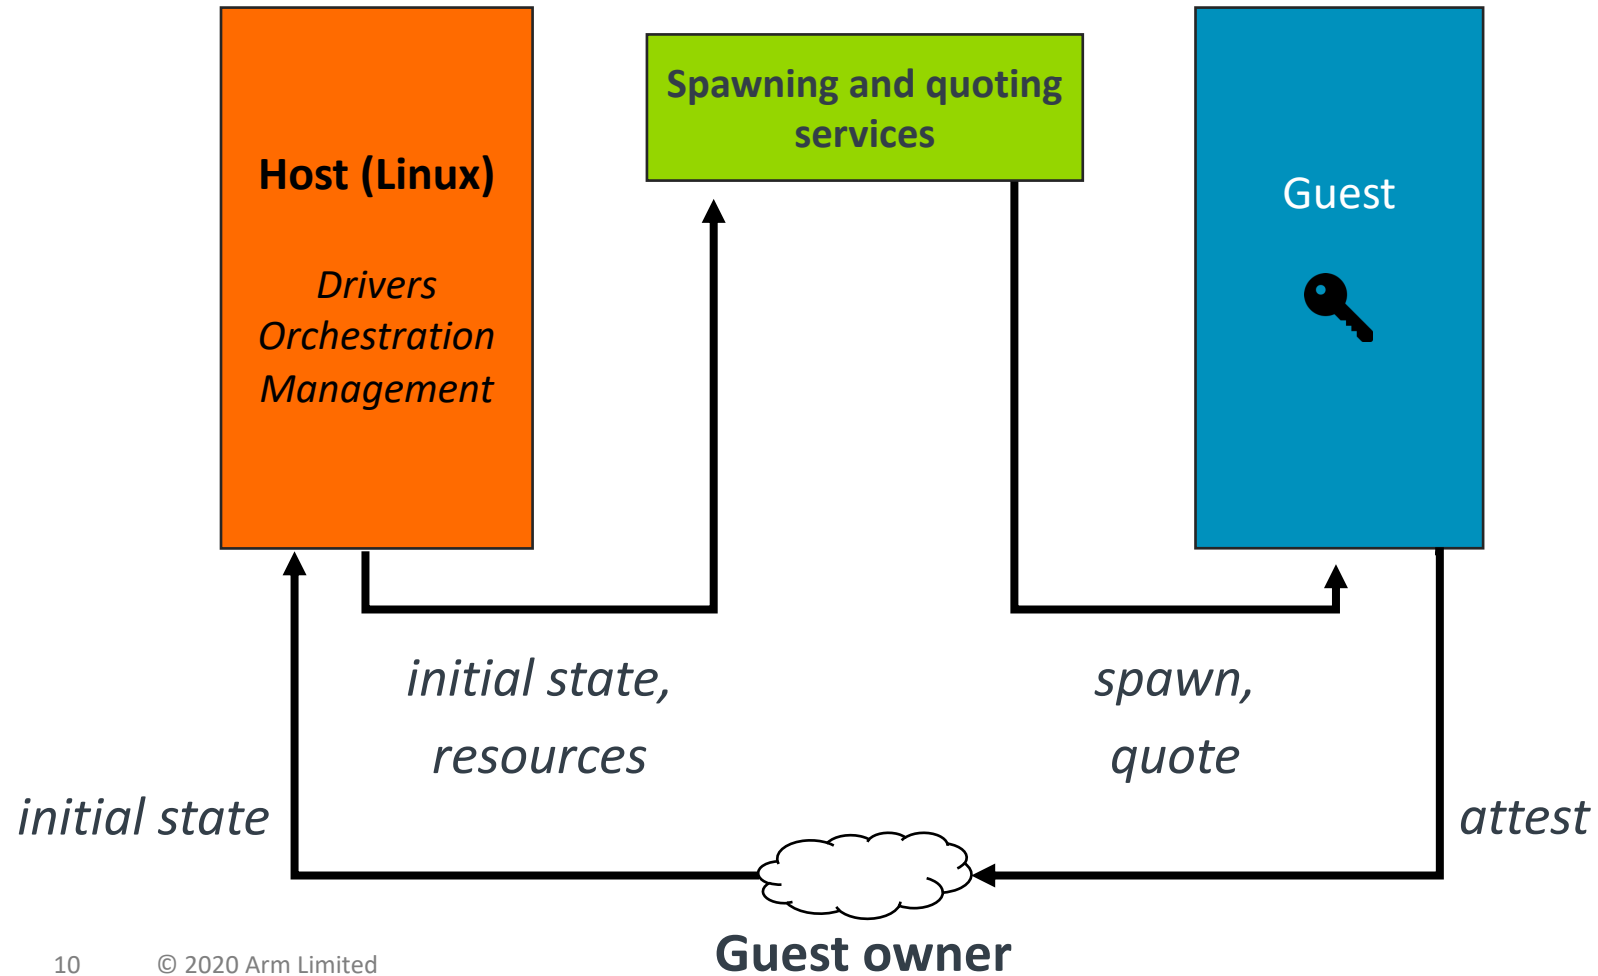 Host (Linux)
Drivers
Orchestration
Management
Spawning and quoting
services
Guest
initial state,
resources
spawn,
quote
initial state
attest
Guest owner
10 © 2020 Arm Limited